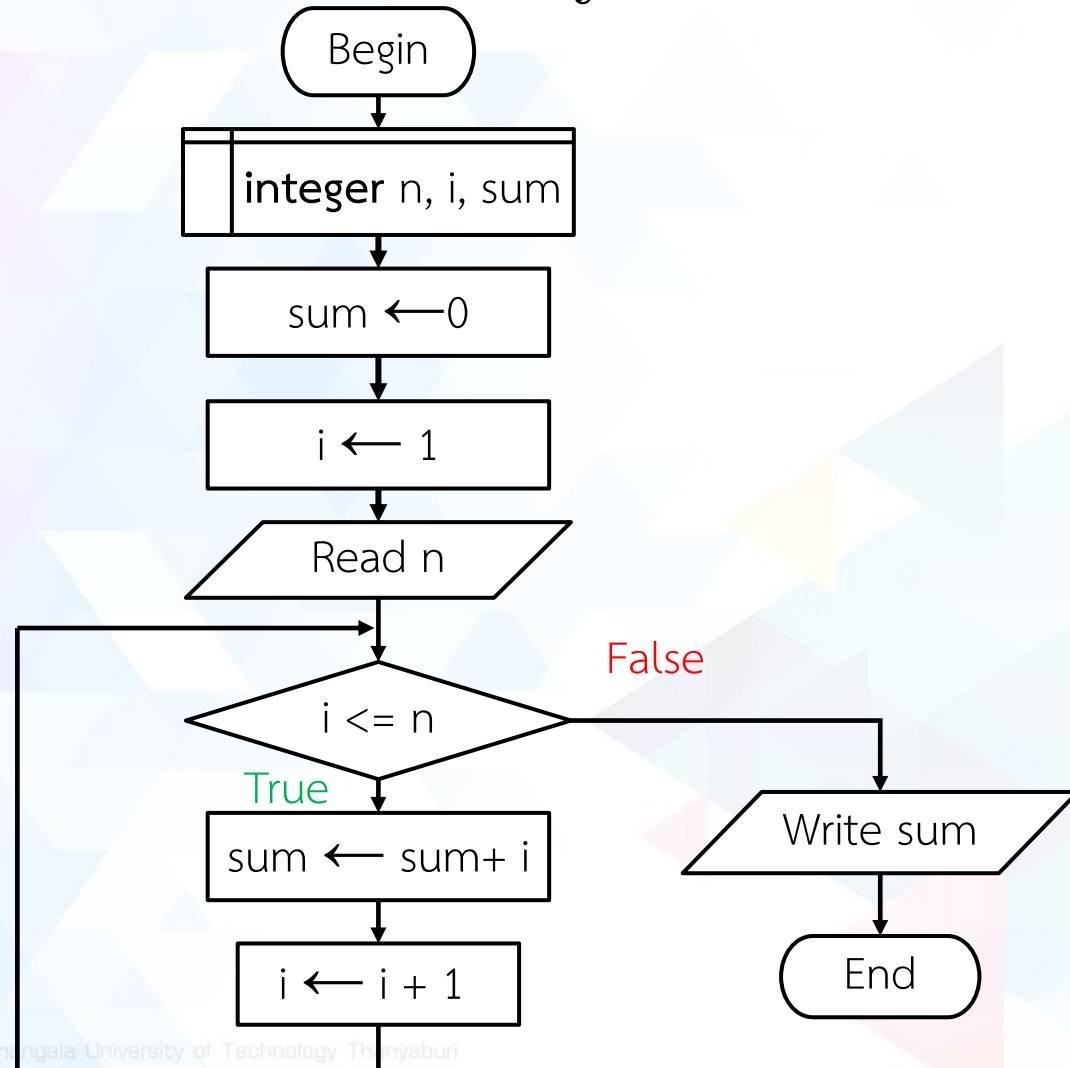 Begin
integer n, i, sum
sum ←0
i ← 1
Read n
i <= n
False
True
sum ← sum+ i
Write sum
i ← i + 1
End
University of Technology Thanyaburi